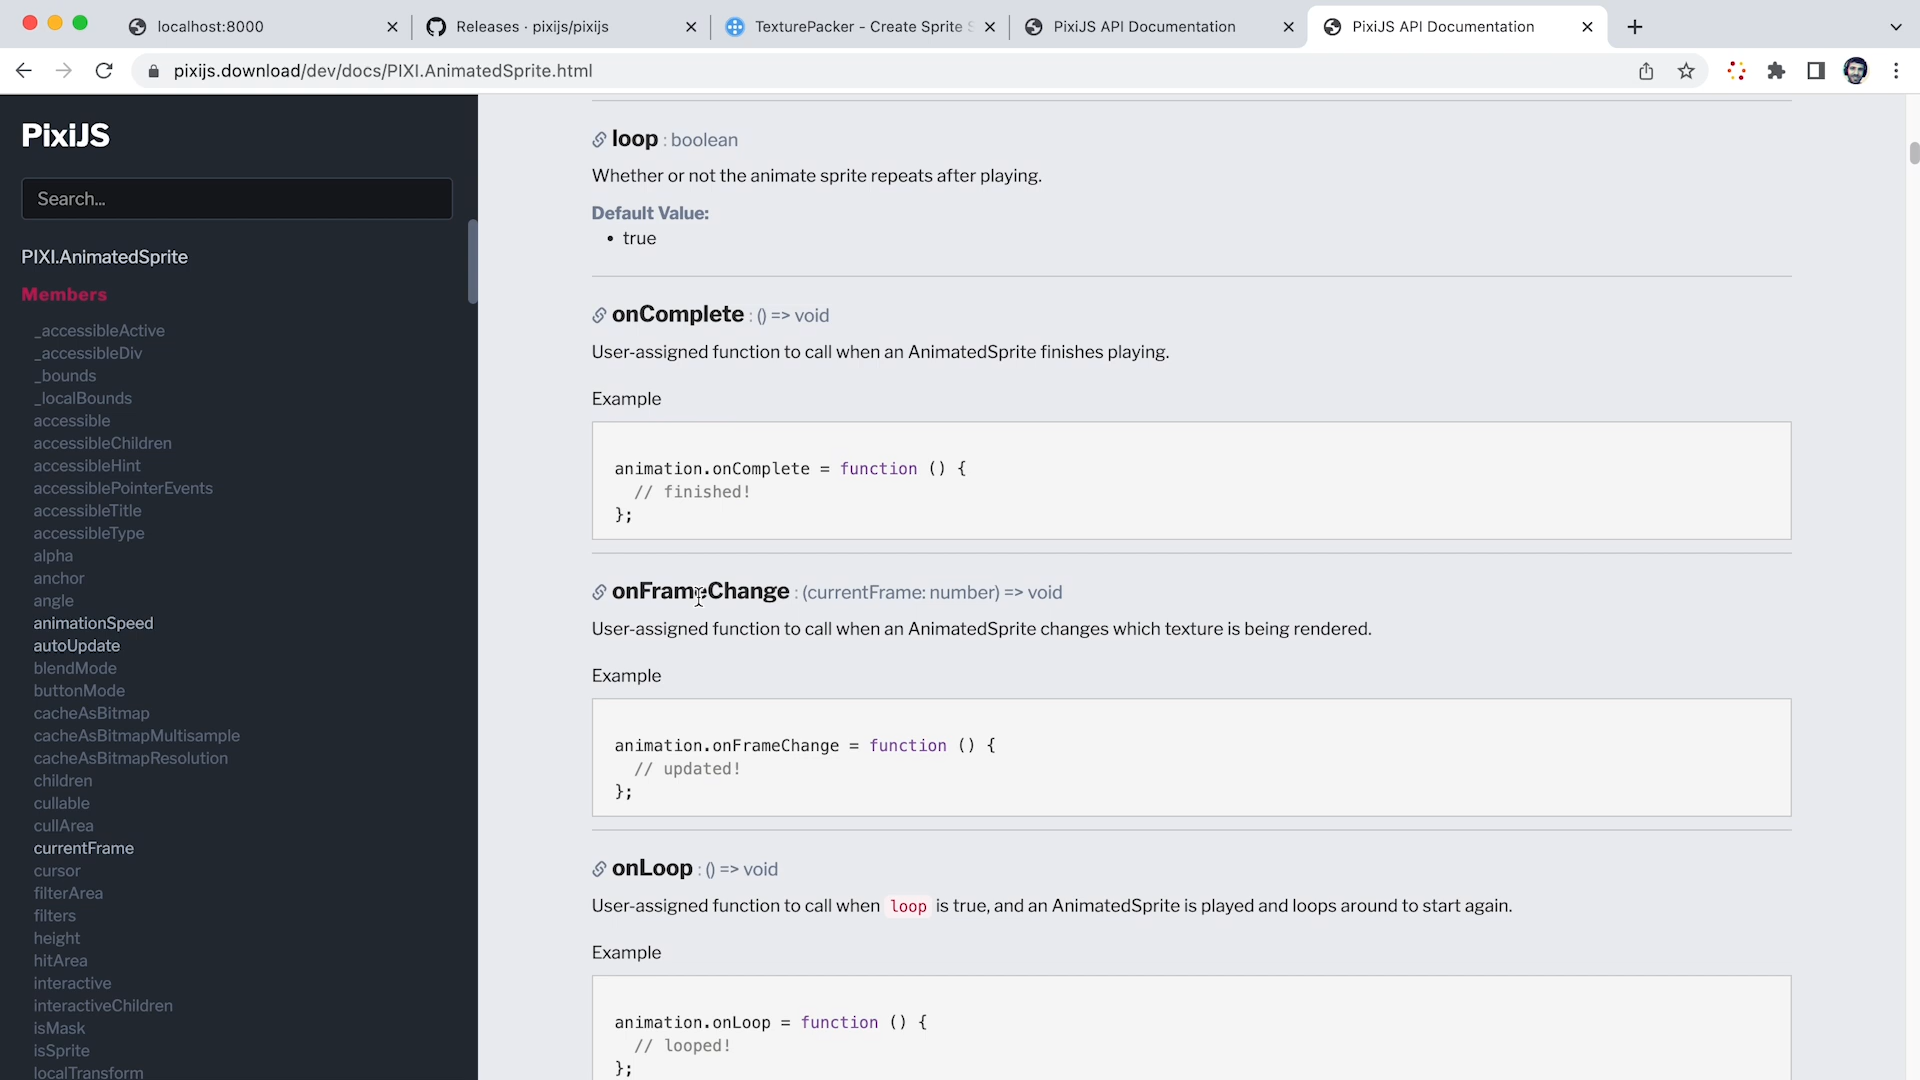 localhost:8000
Releases · pixijs/pixijs
TexturePacker - Create Sprite S
PixiJS API Documentation
PixiJS API Documentation
pixijs.download/dev/docs/PIXI.AnimatedSprite.html
PixiJS
Search...
PIXI.AnimatedSprite
Members
_accessibleActive
_accessibleDiv
_bounds
_localBounds
accessible
accessibleChildren
accessibleHint
accessiblePointerEvents
accessibleTitle
accessibleType
alpha
anchor
angle
animationSpeed
autoUpdate
blendMode
buttonMode
cacheAsBitmap
cacheAsBitmapMultisample
cacheAsBitmapResolution
children
cullable
cullArea
currentFrame
cursor
filterArea
filters
height
hitArea
interactive
interactiveChildren
isMask
isSprite
localTransform
loop : boolean
Whether or not the animate sprite repeats after playing.
Default Value:
• true
onComplete : () => void
User-assigned function to call when an AnimatedSprite finishes playing.
Example
animation.onComplete = function () {
// finished!
};
onFrameChange : (currentFrame: number) => void
User-assigned function to call when an AnimatedSprite changes which texture is being rendered.
Example
animation.onFrameChange = function () {
// updated!
};
onLoop : () => void
User-assigned function to call when loop is true, and an AnimatedSprite is played and loops around to start again.
Example
animation.onLoop = function () {
// looped!
};